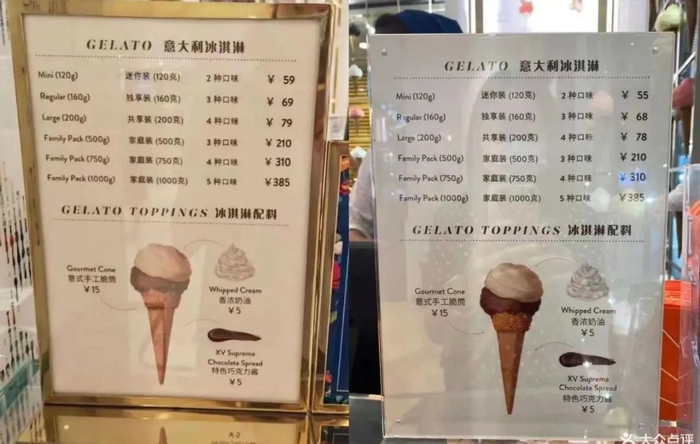 GELATO 意大利冰淇淋
Mini (120g) 迷你装 (120克) 2 种口味 ¥ 59
Regular (160g) 独享装 (160克) 3 种口味 ¥ 69
Large (200g) 共享装 (200克) 4 种口味 ¥ 79
Family Pack (500g) 家庭装 (500克) 3 种口味 ¥210
Family Pack (750g) 家庭装 (750克) 4 种口味 ¥310
Family Pack (1000g) 家庭装 (1000克) 5 种口味 ¥385
GELATO TOPPINGS 冰淇淋配料
Gourmet Cone
意式手工脆筒
¥15
Whipped Cream
香浓奶油
¥5
XV Suprema
Chocolate Spread
特色巧克力酱
¥5
GELATO 意大利冰淇淋
Mini (120g) 迷你装 (120克) 2 种口味 ¥ 55
Regular (160g) 独享装 (160克) 3 种口味 ¥ 68
Large (200g) 共享装 (200克) 4 种口味 ¥ 78
Family Pack (500g) 家庭装 (500克) 3 种口味 ¥210
Family Pack (750g) 家庭装 (750克) 4 种口味 ¥310
Family Pack (1000g) 家庭装 (1000克) 5 种口味 ¥385
GELATO TOPPINGS 冰淇淋配料
Gourmet Cone
意式手工脆筒
¥15
Whipped Cream
香浓奶油
¥5
XV Suprema
Chocolate Spread
特色巧克力酱
¥5
大众点评